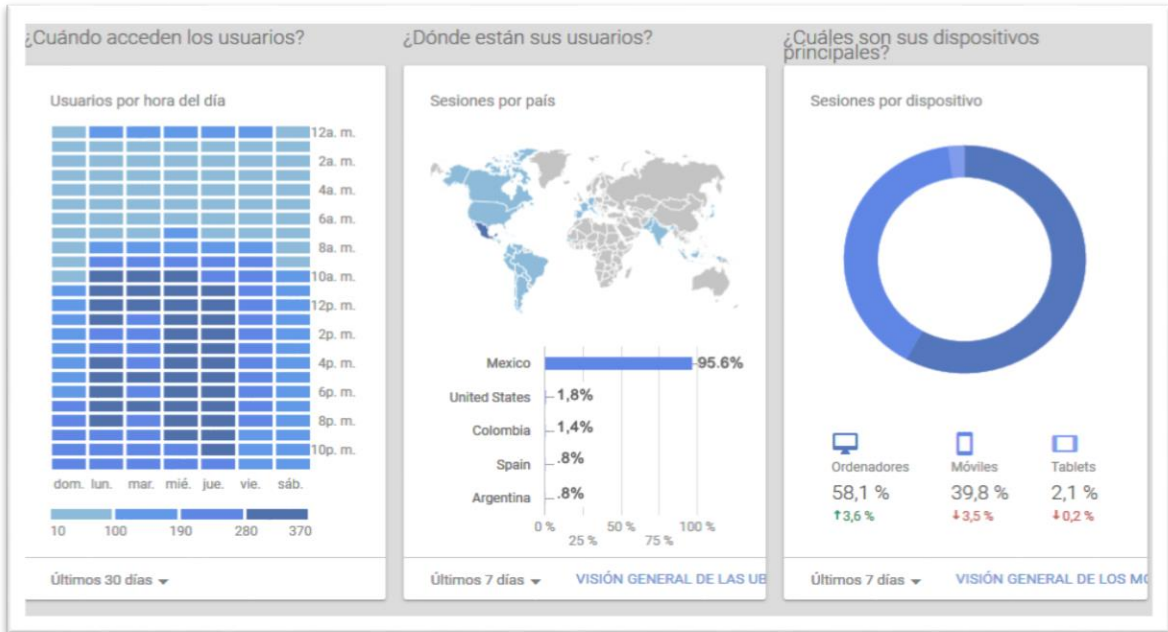 ¿Cuándo acceden los usuarios?
Usuarios por hora del día
12a. m.
2a. m.
4a. m.
6a. m.
8a. m.
10a. m.
12p. m.
2p. m.
4p. m.
6p. m.
8p. m.
10p. m.
dom. lun. mar. mié. jue. vie. sáb.
10 100 190 280 370
Últimos 30 días
¿Dónde están sus usuarios?
Sesiones por país
Mexico 95.6%
United States 1,8%
Colombia 1,4%
Spain .8%
Argentina .8%
0 % 50 % 100 %
25 % 75 %
Últimos 7 días VISIÓN GENERAL DE LAS UB
¿Cuáles son sus dispositivos
principales?
Sesiones por dispositivo
Ordenadores Móviles Tablets
58,1 % 39,8 % 2,1 %
3,6 % 3,5 % 0,2 %
Últimos 7 días VISIÓN GENERAL DE LOS MO